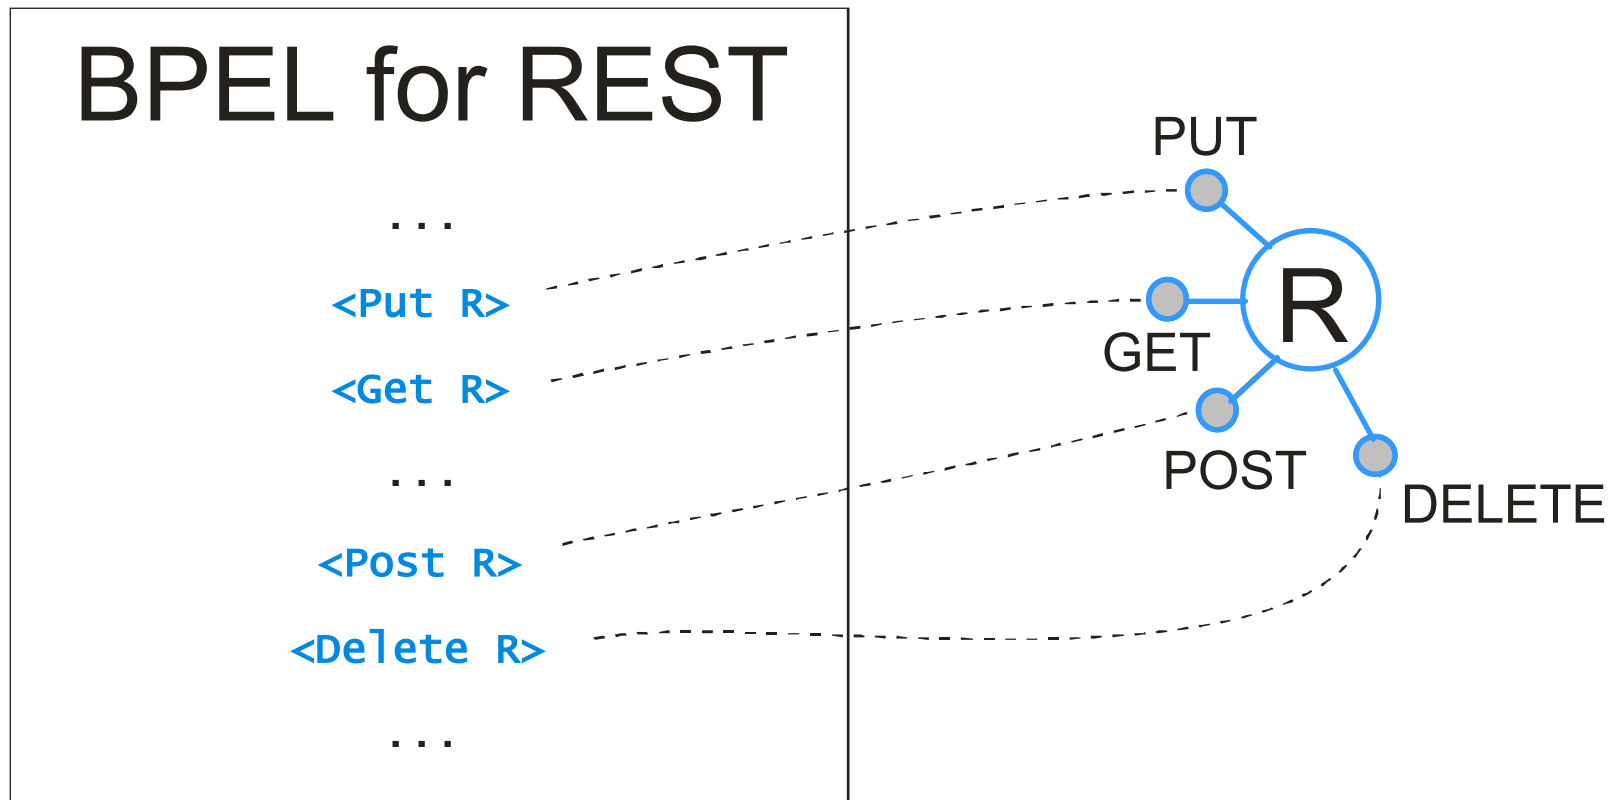 BPEL for REST
...
<Put R>
<Get R>
...
<Post R>
<Delete R>
...
PUT
GET
POST
DELETE
R